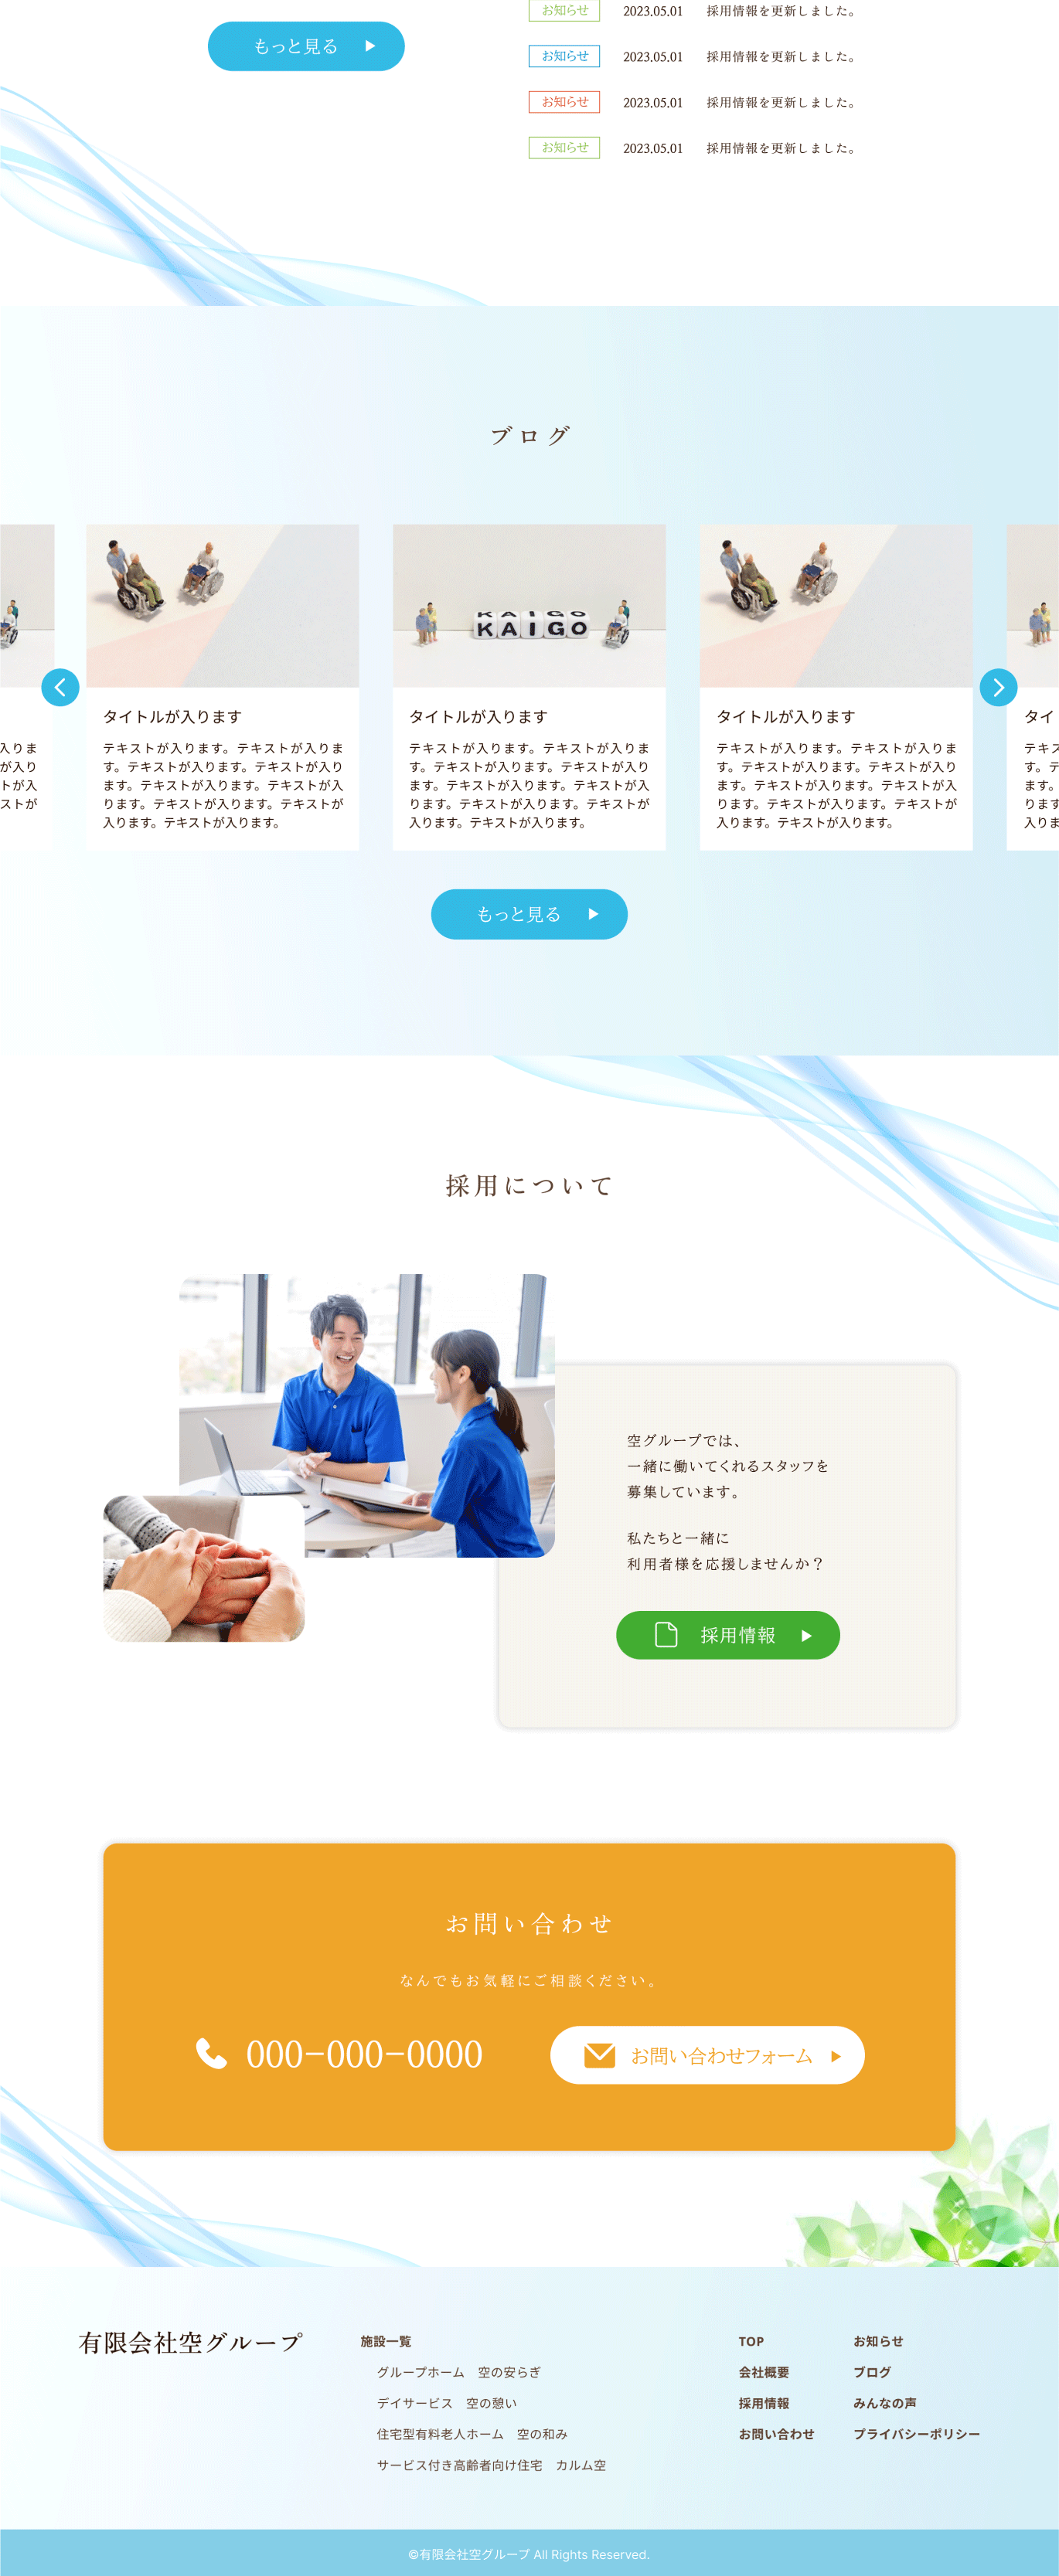 お知らせ 2023.05.01 採用情報を更新しました。
もっと見る
お知らせ 2023.05.01 採用情報を更新しました。
お知らせ 2023.05.01 採用情報を更新しました。
お知らせ 2023.05.01 採用情報を更新しました。
ブログ
KAIGO
入りま
が入り
トが入
ストが
タイトルが入ります
テキストが入ります。テキストが入りま
す。テキストが入ります。テキストが入り
ます。テキストが入ります。テキストが入
ります。テキストが入ります。テキストが
入ります。テキストが入ります。
タイトルが入ります
テキストが入ります。テキストが入りま
す。テキストが入ります。テキストが入り
ます。テキストが入ります。テキストが入
ります。テキストが入ります。テキストが
入ります。テキストが入ります。
タイトルが入ります
テキストが入ります。テキストが入りま
す。テキストが入ります。テキストが入り
ます。テキストが入ります。テキストが入
ります。テキストが入ります。テキストが
入ります。テキストが入ります。
タイ
テキス
す。テ
ます。
ります
入りま
もっと見る
採用について
空グループでは、
一緒に働いてくれるスタッフを
募集しています。
私たちと一緒に
利用者様を応援しませんか？
採用情報
お問い合わせ
なんでもお気軽にご相談ください。
000-000-0000
お問い合わせフォーム
有限会社空グループ
施設一覧
グループホーム　空の安らぎ
デイサービス　空の憩い
住宅型有料老人ホーム　空の和み
サービス付き高齢者向け住宅　カルム空
TOP
会社概要
採用情報
お問い合わせ
お知らせ
ブログ
みんなの声
プライバシーポリシー
©有限会社空グループ All Rights Reserved.